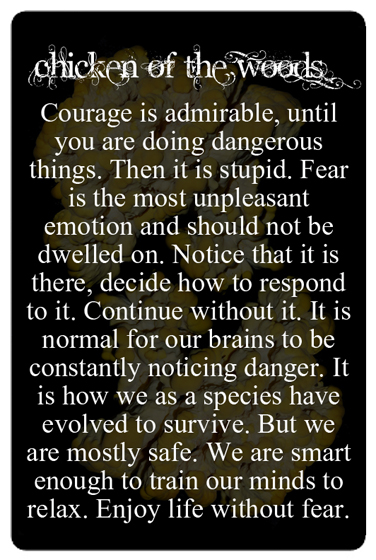 chicken of the woods
Courage is admirable, until
you are doing dangerous
things. Then it is stupid. Fear
is the most unpleasant
emotion and should not be
dwelled on. Notice that it is
there, decide how to respond
to it. Continue without it. It is
normal for our brains to be
constantly noticing danger. It
is how we as a species have
evolved to survive. But we
are mostly safe. We are smart
enough to train our minds to
relax. Enjoy life without fear.